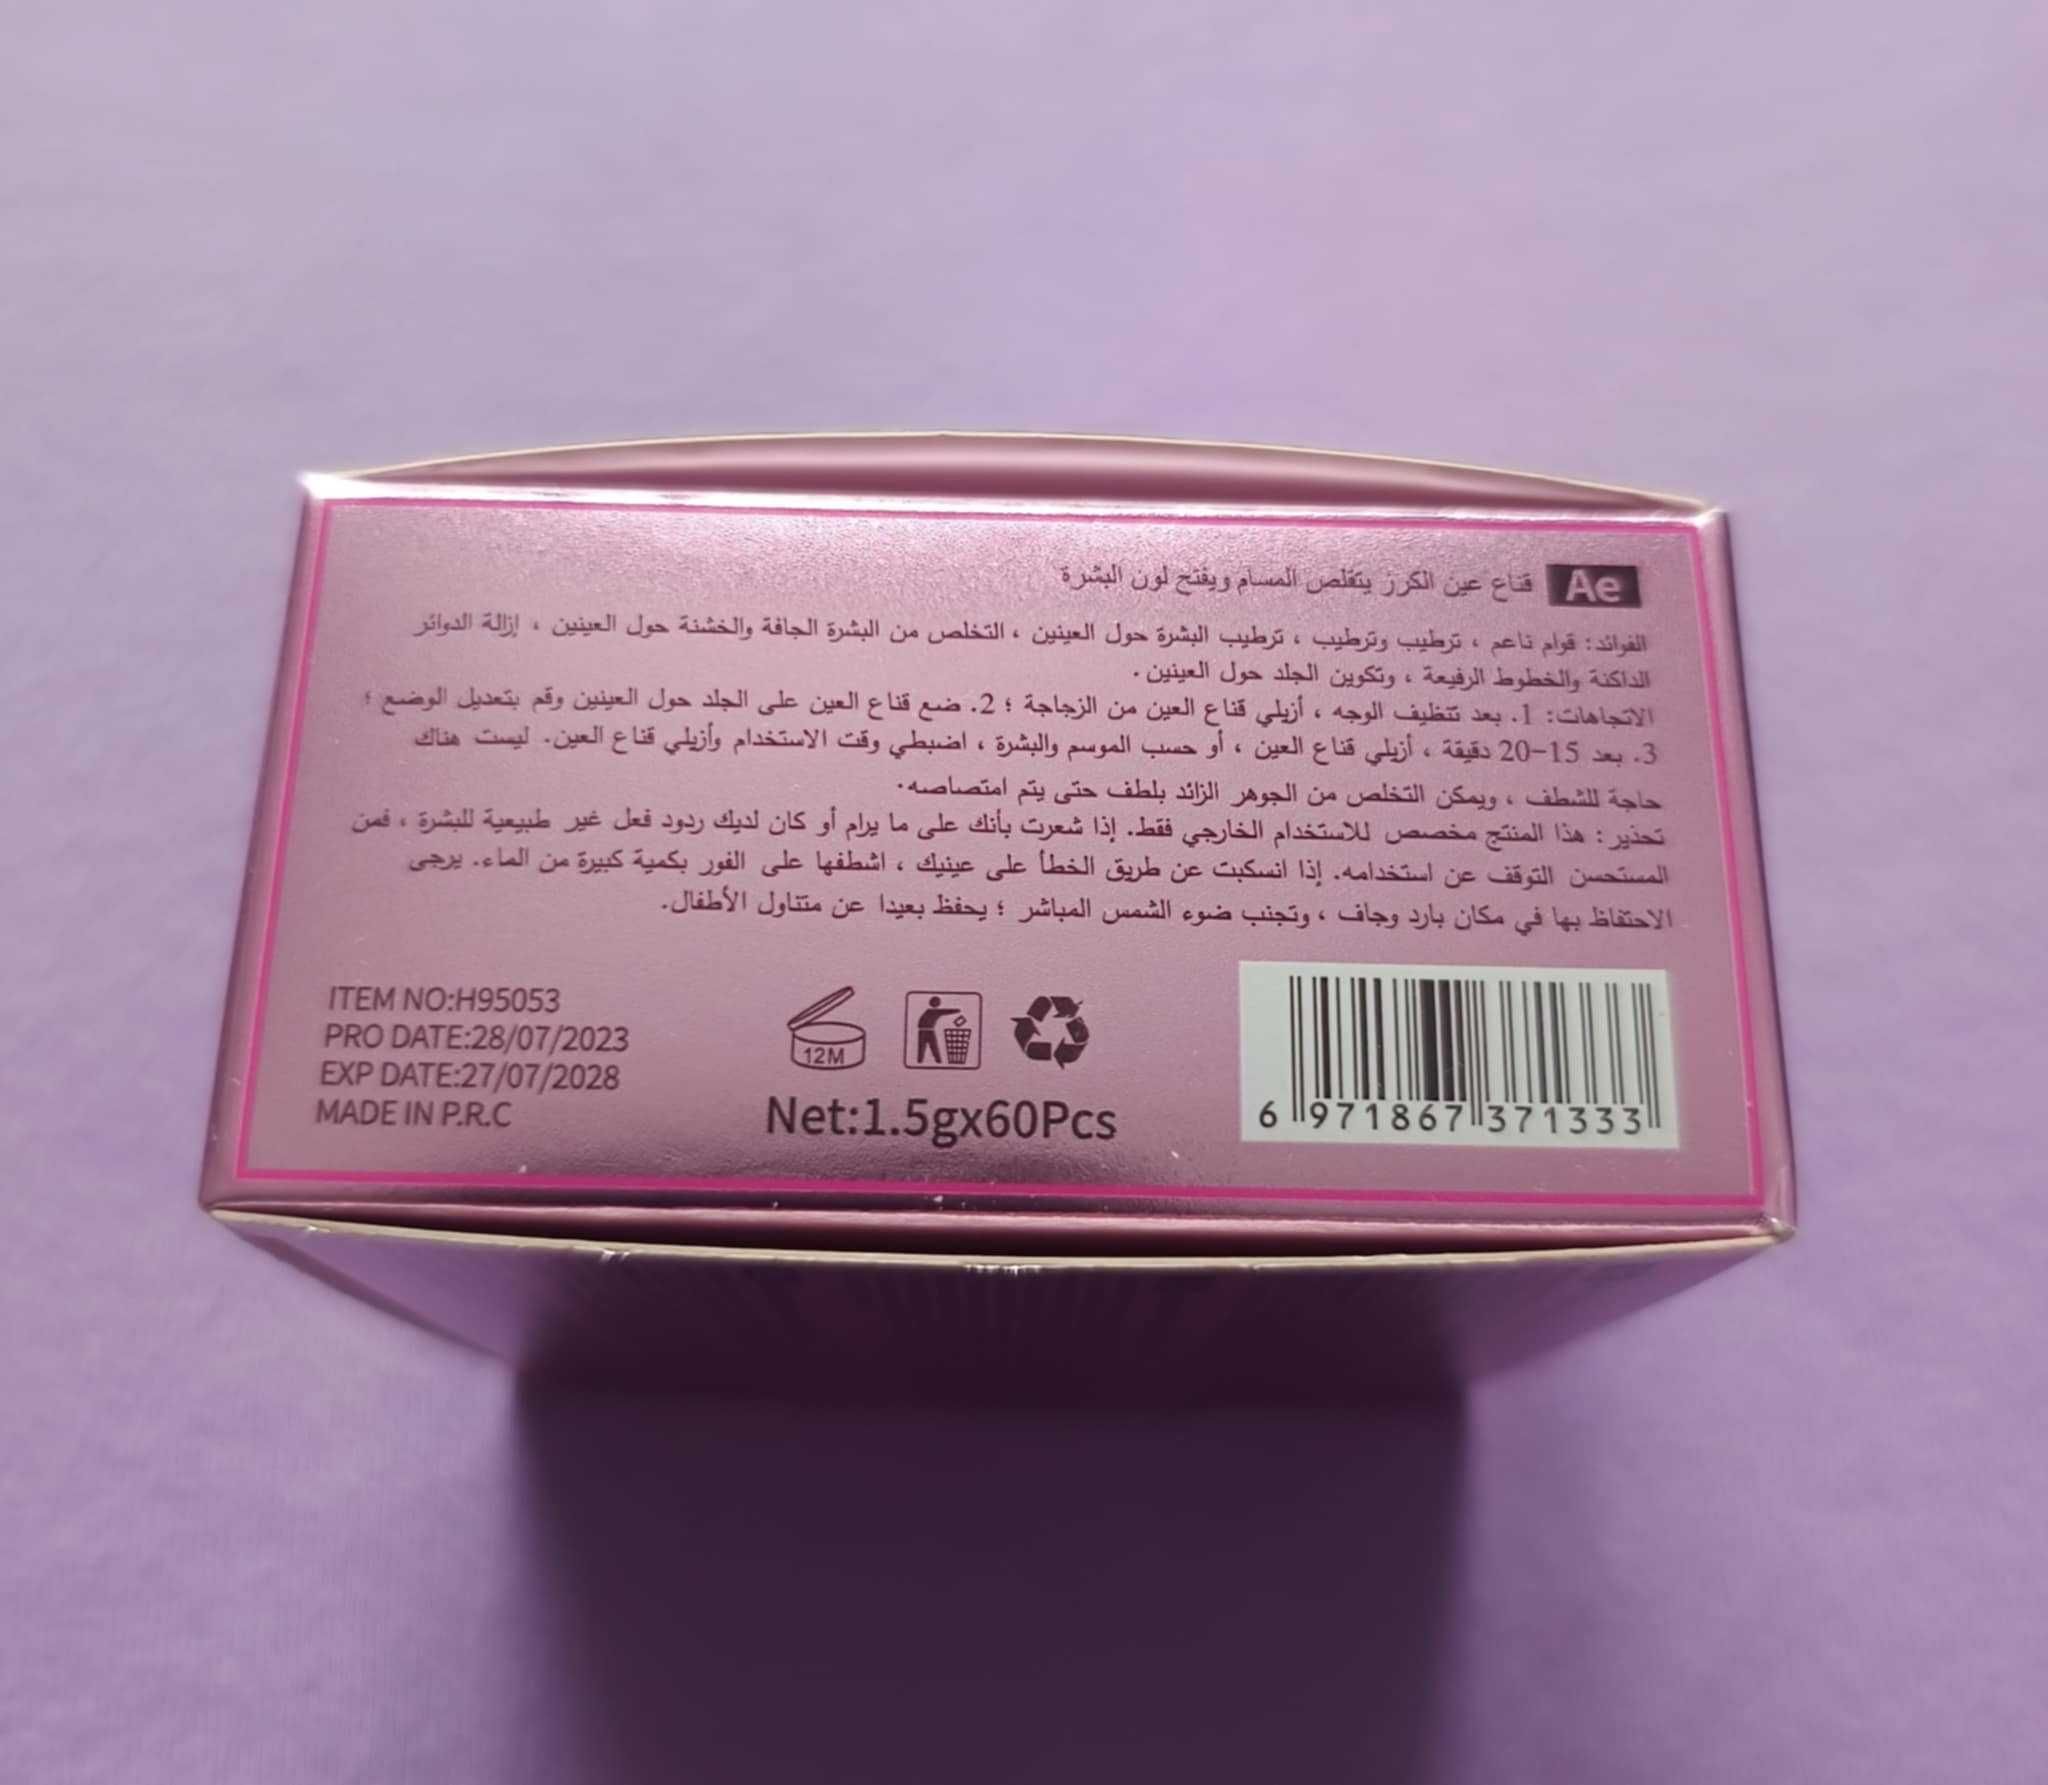 Ae قناع عين الكرز يتقلص المسام ويفتح لون البشرة
الفوائد: قوام ناعم ، ترطيب وترطيب ، ترطيب البشرة حول العينين ، التخلص من البشرة الجافة والخشنة حول العينين ، إزالة الدوائر
الداكنة والخطوط الرفيعة ، وتكوين الجلد حول العينين .
الاتجاهات: 1. بعد تنظيف الوجه ، أزيلي قناع العين من الزجاجة ؛ 2. ضع قناع العين على الجلد حول العينين وقم بتعديل الوضع ؛
3. بعد 15-20 دقيقة ، أزيلي قناع العين ، أو حسب الموسم والبشرة ، اضبطي وقت الاستخدام وأزيلي قناع العين. ليست هناك
حاجة للشطف ، ويمكن التخلص من الجوهر الزائد بلطف حتى يتم امتصاصه.
تحذير: هذا المنتج مخصص للاستخدام الخارجي فقط. إذا شعرت بأنك على ما يرام أو كان لديك ردود فعل غير طبيعية للبشرة ، فمن
المستحسن التوقف عن استخدامه. إذا انسكبت عن طريق الخطأ على عينيك ، اشطفها على الفور بكمية كبيرة من الماء. يرجى
الاحتفاظ بها في مكان بارد وجاف ، وتجنب ضوء الشمس المباشر ؛ يحفظ بعيدا عن متناول الأطفال.
ITEM NO:H95053
PRO DATE:28/07/2023
EXP DATE:27/07/2028
MADE IN P.R.C
12M
Net:1.5gx60Pcs
6 971867 371333